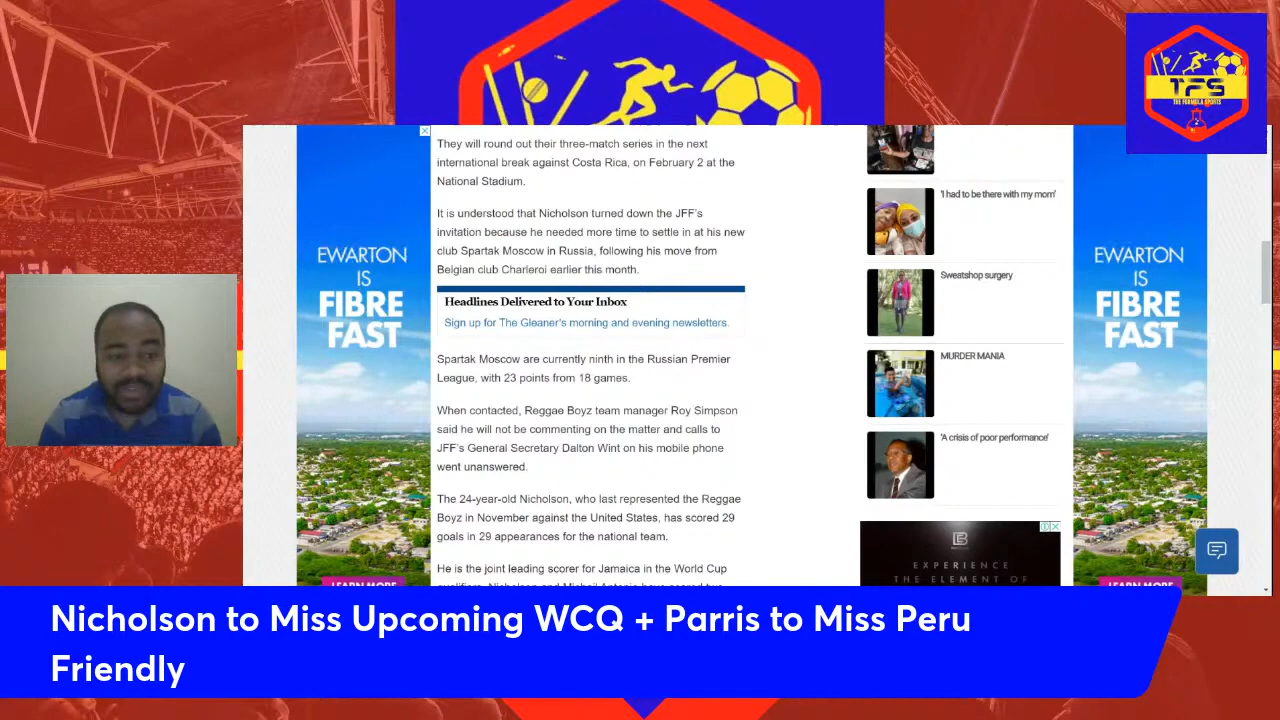 TFS
THE FORMULA SPORTS
They will round out their three-match series in the next
international break against Costa Rica, on February 2 at the
National Stadium.
It is understood that Nicholson turned down the JFF's
invitation because he needed more time to settle in at his new
club Spartak Moscow in Russia, following his move from
Belgian club Charleroi earlier this month.
Headlines Delivered to Your Inbox
Sign up for The Gleaner's morning and evening newsletters.
Spartak Moscow are currently ninth in the Russian Premier
League, with 23 points from 18 games.
When contacted, Reggae Boyz team manager Roy Simpson
said he will not be commenting on the matter and calls to
JFF's General Secretary Dalton Wint on his mobile phone
went unanswered.
The 24-year-old Nicholson, who last represented the Reggae
Boyz in November against the United States, has scored 29
goals in 29 appearances for the national team.
He is the joint leading scorer for Jamaica in the World Cup
EWARTON
IS
FIBRE
FAST
LEARN MORE
'I had to be there with my mom'
Sweatshop surgery
MURDER MANIA
'A crisis of poor performance'
EXPERIENCE
THE ELEMENT OF
EWARTON
IS
FIBRE
FAST
LEARN MORE
Nicholson to Miss Upcoming WCQ + Parris to Miss Peru
Friendly